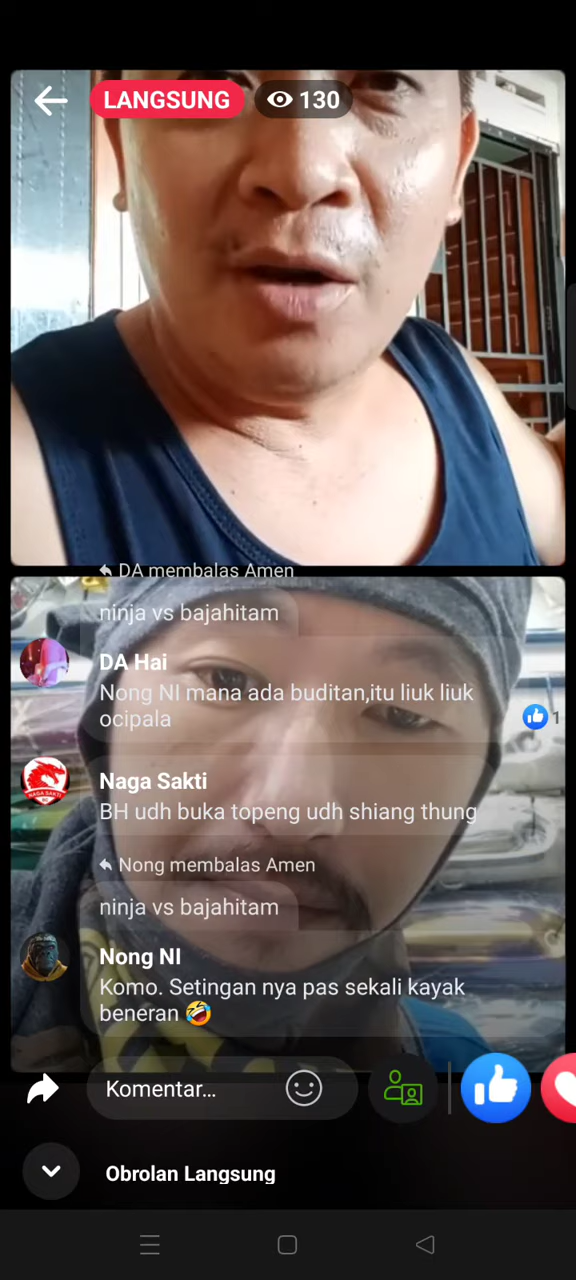 LANGSUNG
130
DA membalas Amen
ninja vs bajahitam
DA Hai
Nong NI mana ada buditan,itu liuk liuk
ocipala
1
Naga Sakti
BH udh buka topeng udh shiang thung
NAGA SAKTI
Nong membalas Amen
ninja vs bajahitam
Nong NI
Komo. Setingan nya pas sekali kayak
beneran 🤣
Komentar...
Obrolan Langsung